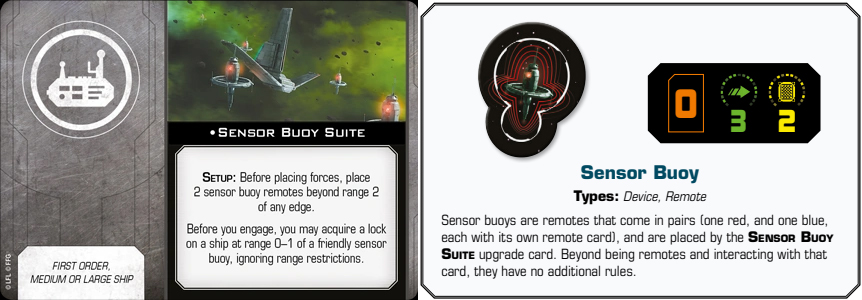 •Sensor Buoy Suite
Setup: Before placing forces, place
2 sensor buoy remotes beyond range 2
of any edge.
Before you engage, you may acquire a lock
on a ship at range 0–1 of a friendly sensor
buoy, ignoring range restrictions.
FIRST ORDER,
MEDIUM OR LARGE SHIP
©LFL ©FFG
0
3
2
Sensor Buoy
Types: Device, Remote
Sensor buoys are remotes that come in pairs (one red, and one blue,
each with its own remote card), and are placed by the Sensor Buoy
Suite upgrade card. Beyond being remotes and interacting with that
card, they have no additional rules.